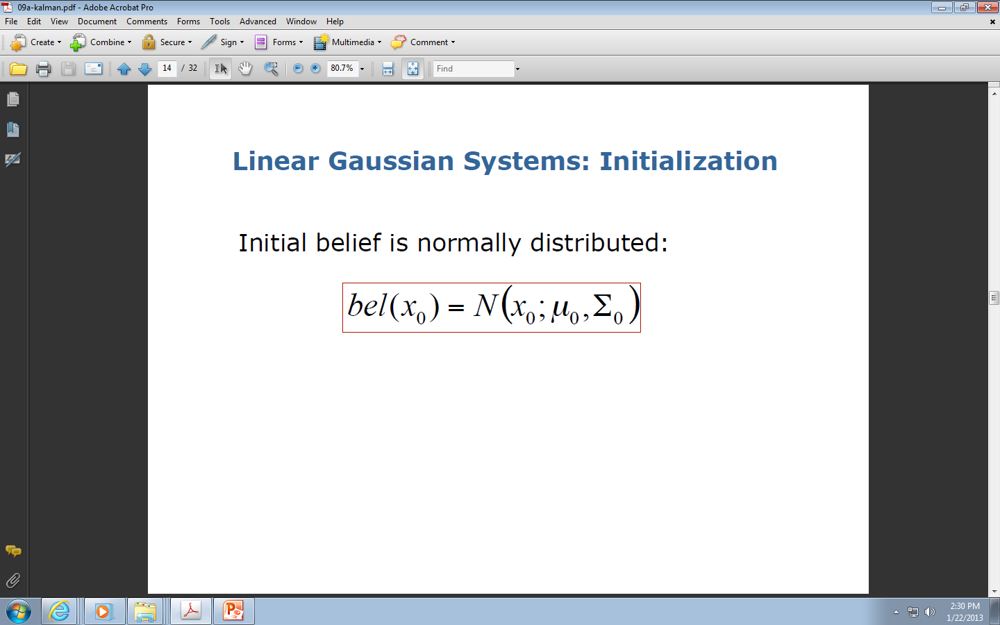 09a-kalman.pdf - Adobe Acrobat Pro
File Edit View Document Comments Forms Tools Advanced Window Help
Create Combine Secure Sign Forms Multimedia Comment
14 / 32 80.7% Find
Linear Gaussian Systems: Initialization
Initial belief is normally distributed:
bel(x₀) = N(x₀; μ₀, Σ₀)
2:30 PM
1/22/2013